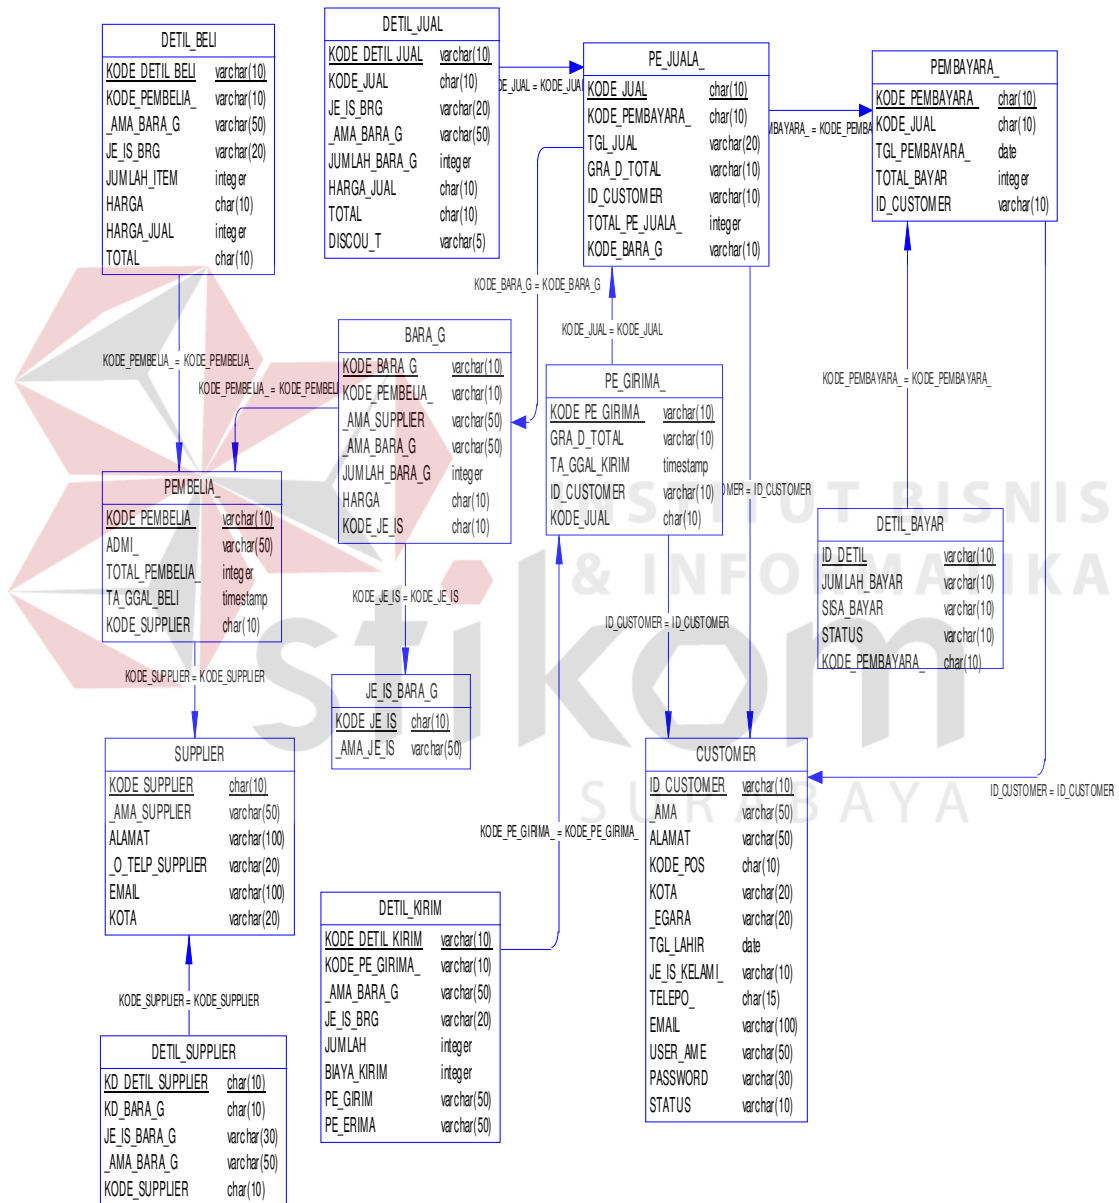 DETIL_BELI
KODE_DETIL_BELI varchar(10)
KODE_PEMBELIA_ varchar(10)
_AMA_BARA_G varchar(50)
JE_IS_BRG varchar(20)
JUMLAH_ITEM integer
HARGA char(10)
HARGA_JUAL integer
TOTAL char(10)
DETIL_JUAL
KODE_DETIL_JUAL varchar(10)
KODE_JUAL char(10)
JE_IS_BRG varchar(20)
_AMA_BARA_G varchar(50)
JUMLAH_BARA_G integer
HARGA_JUAL char(10)
TOTAL char(10)
DISCOU_T varchar(5)
DE_JUAL = KODE_JUAL
PE_JUALA_
KODE_JUAL char(10)
KODE_PEMBAYARA_ char(10)
TGL_JUAL varchar(20)
GRA_D_TOTAL varchar(10)
ID_CUSTOMER varchar(10)
TOTAL_PE_JUALA_ integer
KODE_BARA_G varchar(10)
MBAYARA_ = KODE_PEMBA
PEMBAYARA_
KODE_PEMBAYARA_ char(10)
KODE_JUAL char(10)
TGL_PEMBAYARA_ date
TOTAL_BAYAR integer
ID_CUSTOMER varchar(10)
KODE_BARA_G = KODE_BARA_G
KODE_JUAL = KODE_JUAL
KODE_PEMBELIA_ = KODE_PEMBELIA_
KODE_PEMBELIA_ = KODE_PEMBELI
KODE_PEMBAYARA_ = KODE_PEMBAYARA_
BARA_G
KODE_BARA_G varchar(10)
KODE_PEMBELIA_ varchar(10)
_AMA_SUPPLIER varchar(50)
_AMA_BARA_G varchar(50)
JUMLAH_BARA_G integer
HARGA char(10)
KODE_JE_IS char(10)
PE_GIRIMA_
KODE_PE_GIRIMA_ varchar(10)
GRA_D_TOTAL varchar(10)
TA_GGAL_KIRIM timestamp
ID_CUSTOMER varchar(10)
KODE_JUAL char(10)
OMER = ID_CUSTOMER
PEMBELIA_
KODE_PEMBELIA_ varchar(10)
ADMI_ varchar(50)
TOTAL_PEMBELIA_ integer
TA_GGAL_BELI timestamp
KODE_SUPPLIER char(10)
INSTITUT BISNIS
& INFORMATIKA
stikom
SURABAYA
DETIL_BAYAR
ID_DETIL varchar(10)
JUMLAH_BAYAR varchar(10)
SISA_BAYAR varchar(10)
STATUS varchar(10)
KODE_PEMBAYARA_ char(10)
KODE_JE_IS = KODE_JE_IS
ID_CUSTOMER = ID_CUSTOMER
KODE_SUPPLIER = KODE_SUPPLIER
JE_IS_BARA_G
KODE_JE_IS char(10)
_AMA_JE_IS varchar(50)
SUPPLIER
KODE_SUPPLIER char(10)
_AMA_SUPPLIER varchar(50)
ALAMAT varchar(100)
_O_TELP_SUPPLIER varchar(20)
EMAIL varchar(100)
KOTA varchar(20)
CUSTOMER
ID_CUSTOMER varchar(10)
_AMA varchar(50)
ALAMAT varchar(50)
KODE_POS char(10)
KOTA varchar(20)
_EGARA varchar(20)
TGL_LAHIR date
JE_IS_KELAMI_ varchar(10)
TELEPO_ char(15)
EMAIL varchar(100)
USER_AME varchar(50)
PASSWORD varchar(30)
STATUS varchar(10)
ID_CUSTOMER = ID_CUSTOMER
KODE_PE_GIRIMA_ = KODE_PE_GIRIMA_
DETIL_KIRIM
KODE_DETIL_KIRIM varchar(10)
KODE_PE_GIRIMA_ varchar(10)
_AMA_BARA_G varchar(50)
JE_IS_BRG varchar(20)
JUMLAH integer
BIAYA_KIRIM integer
PE_GIRIM varchar(50)
PE_ERIMA varchar(50)
KODE_SUPPLIER = KODE_SUPPLIER
DETIL_SUPPLIER
KD_DETIL_SUPPLIER char(10)
KD_BARA_G char(10)
JE_IS_BARA_G varchar(30)
_AMA_BARA_G varchar(50)
KODE_SUPPLIER char(10)